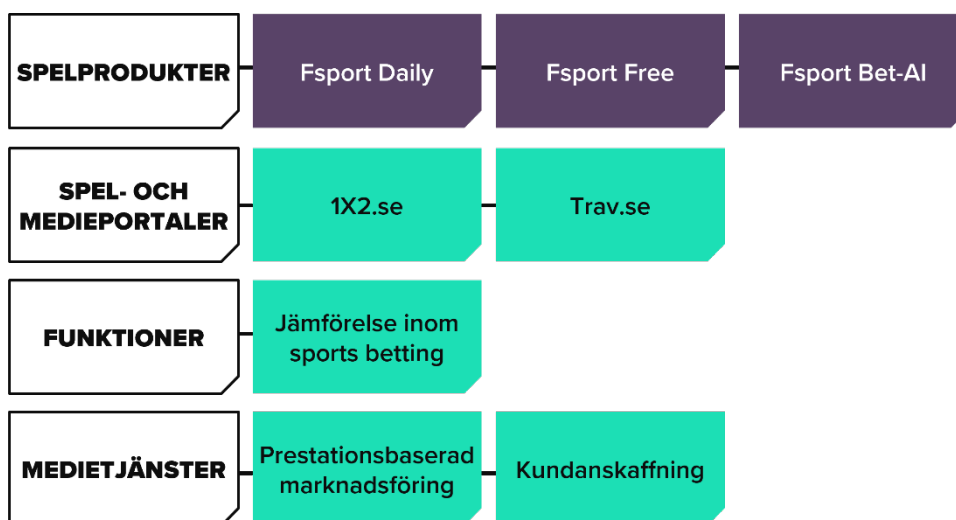 SPELPRODUKTER
Fsport Daily
Fsport Free
Fsport Bet-AI
SPEL- OCH
MEDIEPORTALER
1X2.se
Trav.se
FUNKTIONER
Jämförelse inom
sports betting
MEDIETJÄNSTER
Prestationsbaserad
marknadsföring
Kundanskaffning